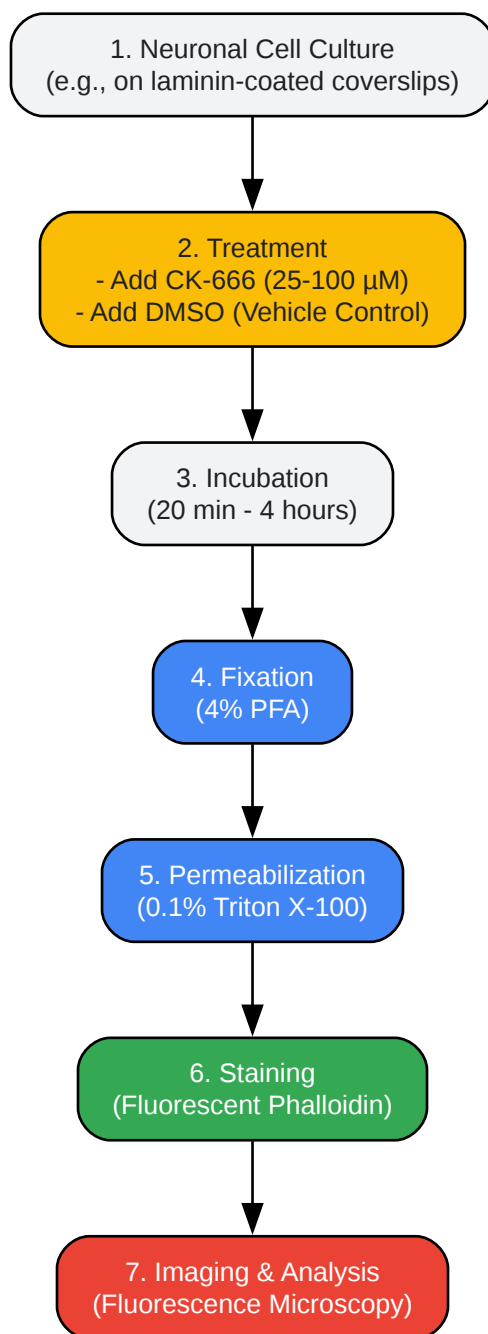 1. Neuronal Cell Culture
(e.g., on laminin-coated coverslips)
2. Treatment
- Add CK-666 (25-100 µM)
- Add DMSO (Vehicle Control)
3. Incubation
(20 min - 4 hours)
4. Fixation
(4% PFA)
5. Permeabilization
(0.1% Triton X-100)
6. Staining
(Fluorescent Phalloidin)
7. Imaging & Analysis
(Fluorescence Microscopy)